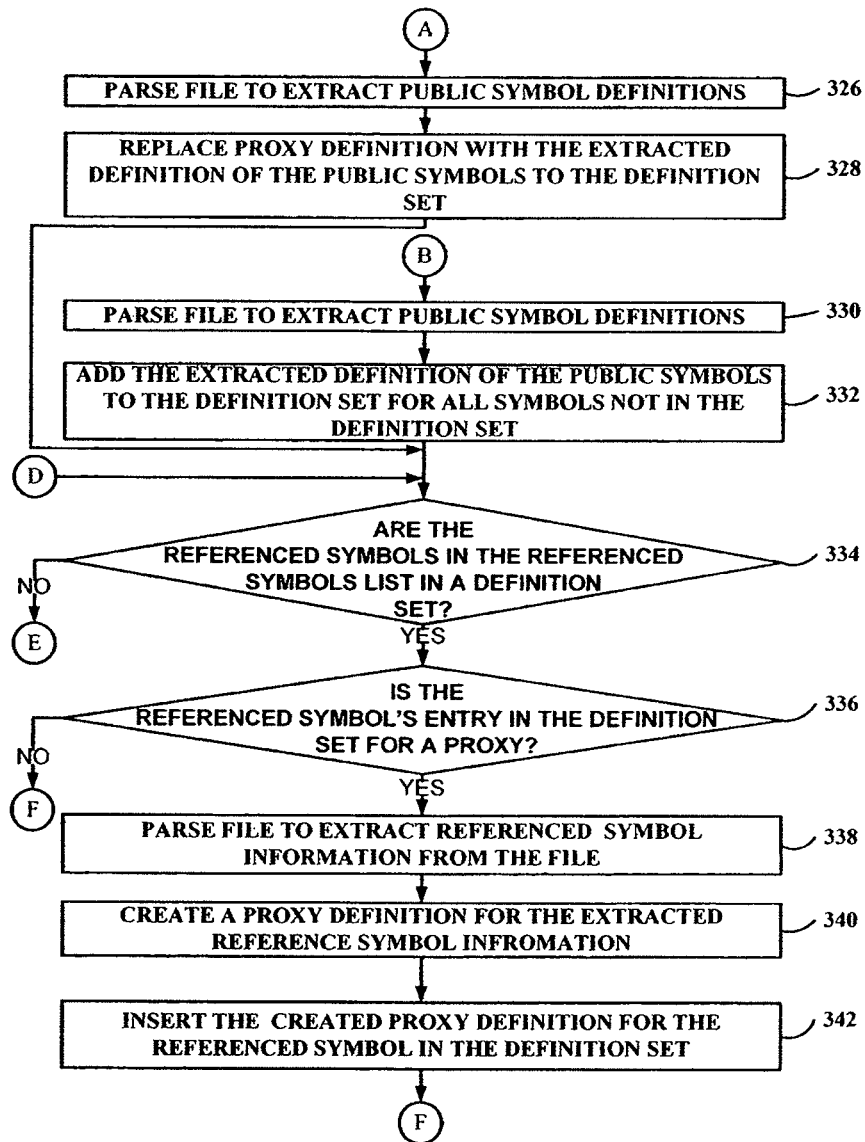 A
PARSE FILE TO EXTRACT PUBLIC SYMBOL DEFINITIONS
326
REPLACE PROXY DEFINITION WITH THE EXTRACTED
DEFINITION OF THE PUBLIC SYMBOLS TO THE DEFINITION
SET
328
B
PARSE FILE TO EXTRACT PUBLIC SYMBOL DEFINITIONS
330
ADD THE EXTRACTED DEFINITION OF THE PUBLIC SYMBOLS
TO THE DEFINITION SET FOR ALL SYMBOLS NOT IN THE
DEFINITION SET
332
D
ARE THE
REFERENCED SYMBOLS IN THE REFERENCED
SYMBOLS LIST IN A DEFINITION
SET?
334
NO
E
YES
IS THE
REFERENCED SYMBOL'S ENTRY IN THE DEFINITION
SET FOR A PROXY?
336
NO
F
YES
PARSE FILE TO EXTRACT REFERENCED SYMBOL
INFORMATION FROM THE FILE
338
CREATE A PROXY DEFINITION FOR THE EXTRACTED
REFERENCE SYMBOL INFROMATION
340
INSERT THE CREATED PROXY DEFINITION FOR THE
REFERENCED SYMBOL IN THE DEFINITION SET
342
F